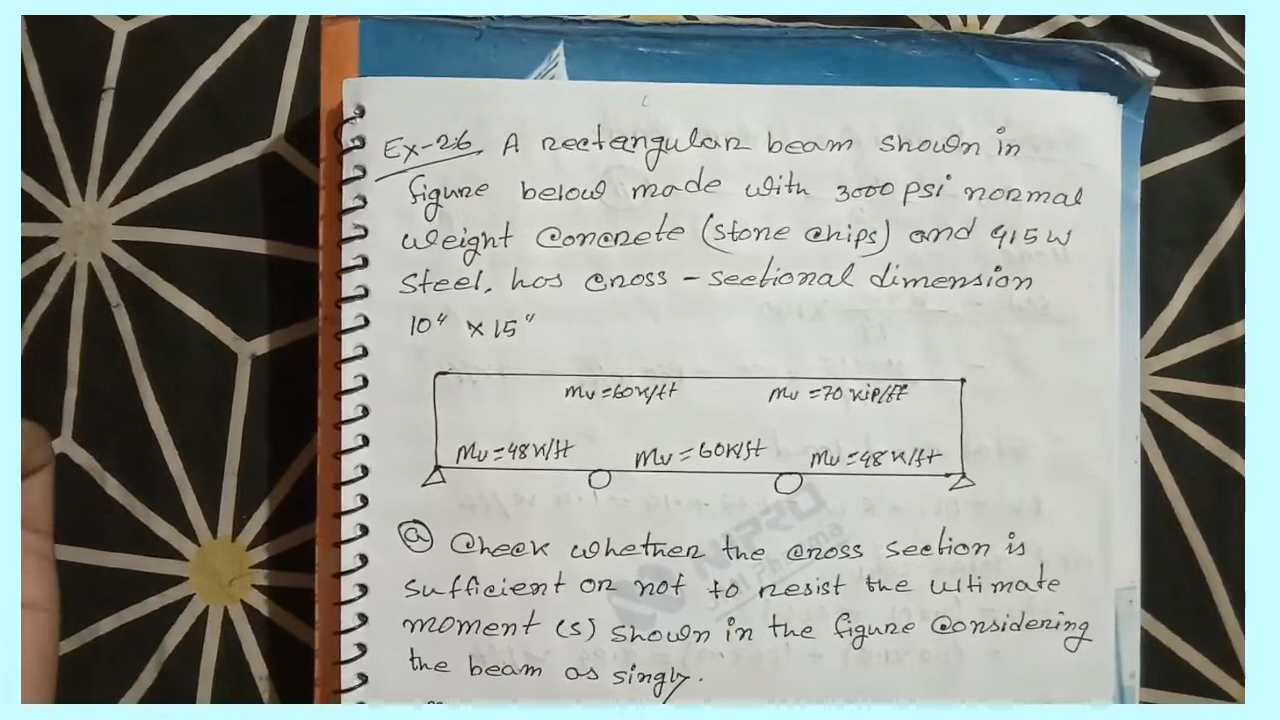 Ex-26, A rectangular beam shown in
figure below made with 3000 psi normal
weight concrete (stone chips) and 415 W
steel, has cross-sectional dimension
10" × 15"
Mu = 60 k/ft Mu = 70 kip/ft
Mu = 48 k/ft Mu = 60 k/ft Mu = 48 k/ft
(a) Check whether the cross section is
sufficient or not to resist the ultimate
moment (s) shown in the figure considering
the beam as singly.